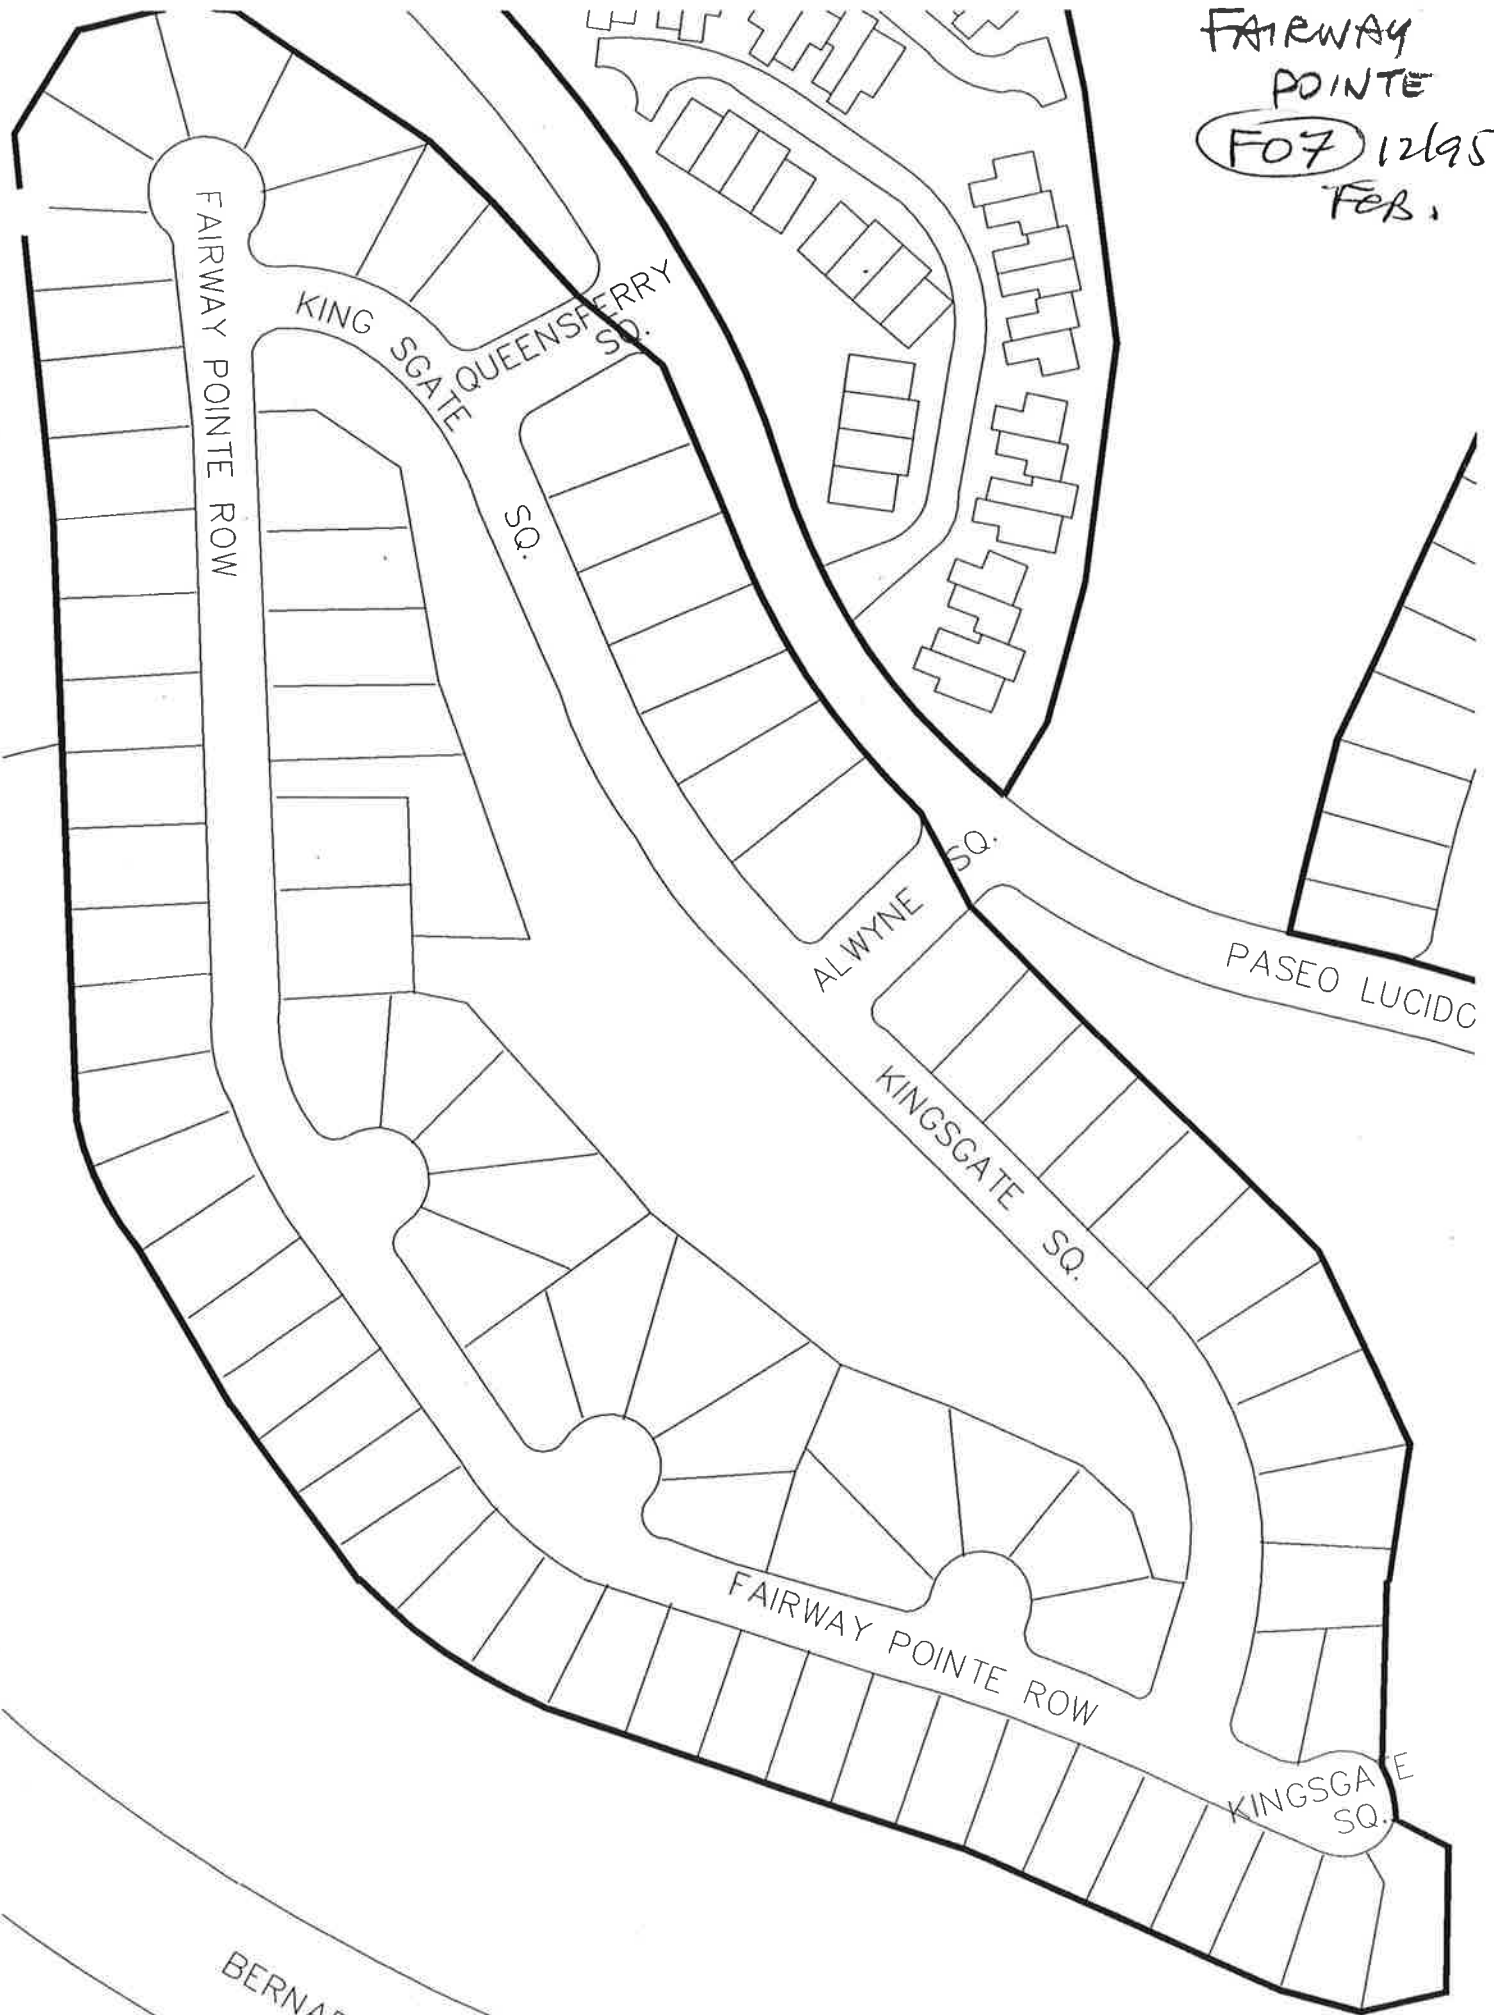 FAIRWAY
POINTE
F07 12/95
FEB.
FAIRWAY POINTE ROW
KING SGATE
SQ.
QUEENSFERRY
SQ.
ALWYNE SQ.
PASEO LUCIDO
KINGSGATE SQ.
FAIRWAY POINTE ROW
KINGSGATE
SQ.